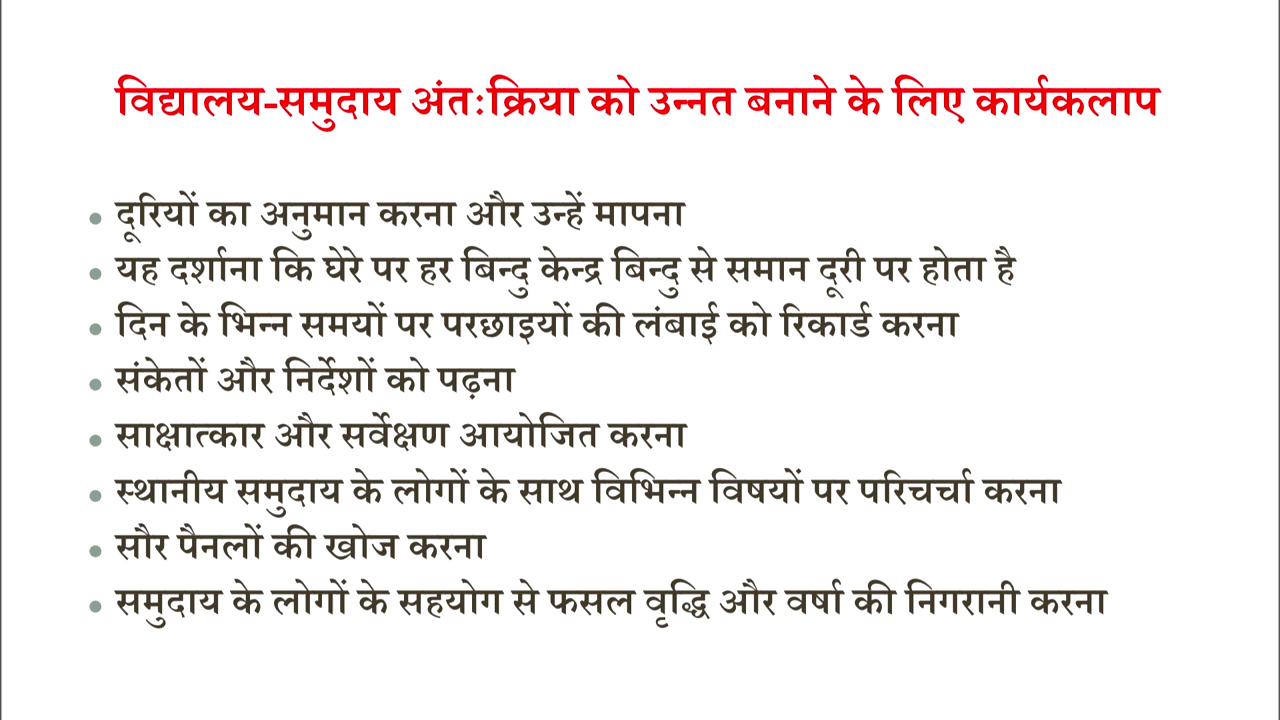 विद्यालय-समुदाय अंतःक्रिया को उन्नत बनाने के लिए कार्यकलाप
• दूरियों का अनुमान करना और उन्हें मापना
• यह दर्शाना कि घेरे पर हर बिन्दु केन्द्र बिन्दु से समान दूरी पर होता है
• दिन के भिन्न समयों पर परछाइयों की लंबाई को रिकार्ड करना
• संकेतों और निर्देशों को पढ़ना
• साक्षात्कार और सर्वेक्षण आयोजित करना
• स्थानीय समुदाय के लोगों के साथ विभिन्न विषयों पर परिचर्चा करना
• सौर पैनलों की खोज करना
• समुदाय के लोगों के सहयोग से फसल वृद्धि और वर्षा की निगरानी करना